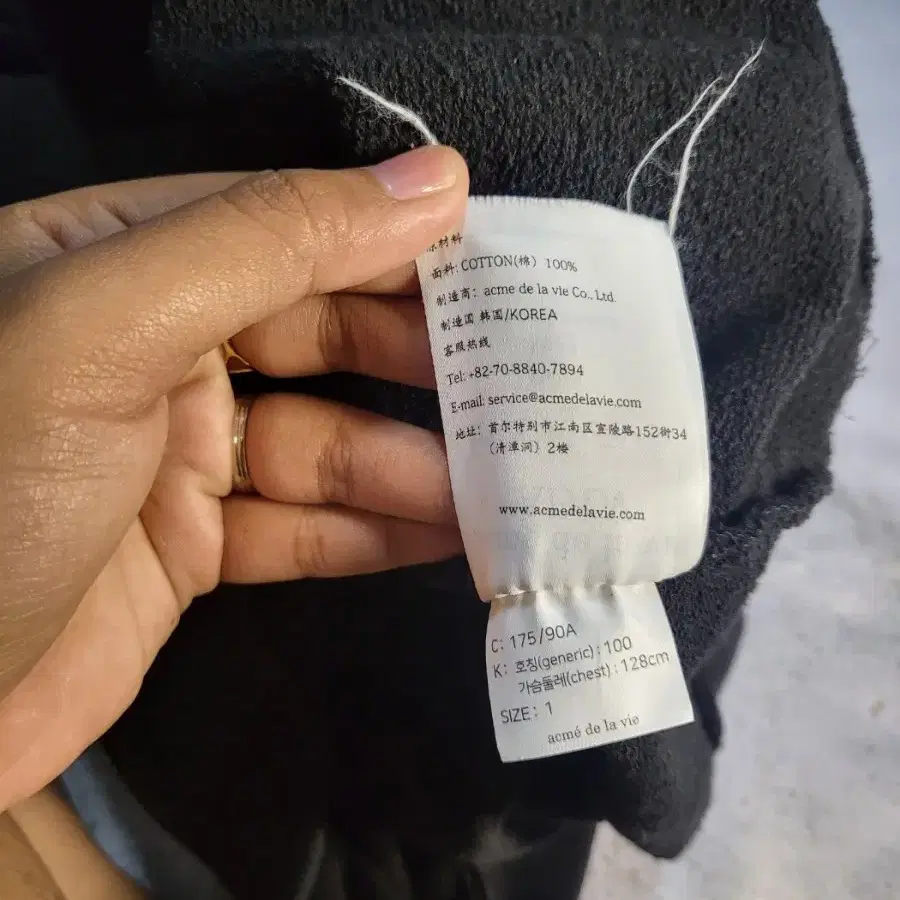 原材料
面料: COTTON(棉) 100%
制造商: acme de la vie Co., Ltd.
制造国 韩国/KOREA
客服热线
Tel: +82-70-8840-7894
E-mail: service@acmedelavie.com
地址: 首尔特别市江南区宣陵路152街34
(清潭洞) 2楼
www.acmedelavie.com
C: 175/90A
K: 호칭(generic) : 100
가슴둘레(chest) : 128cm
SIZE : 1
acmé de la vie